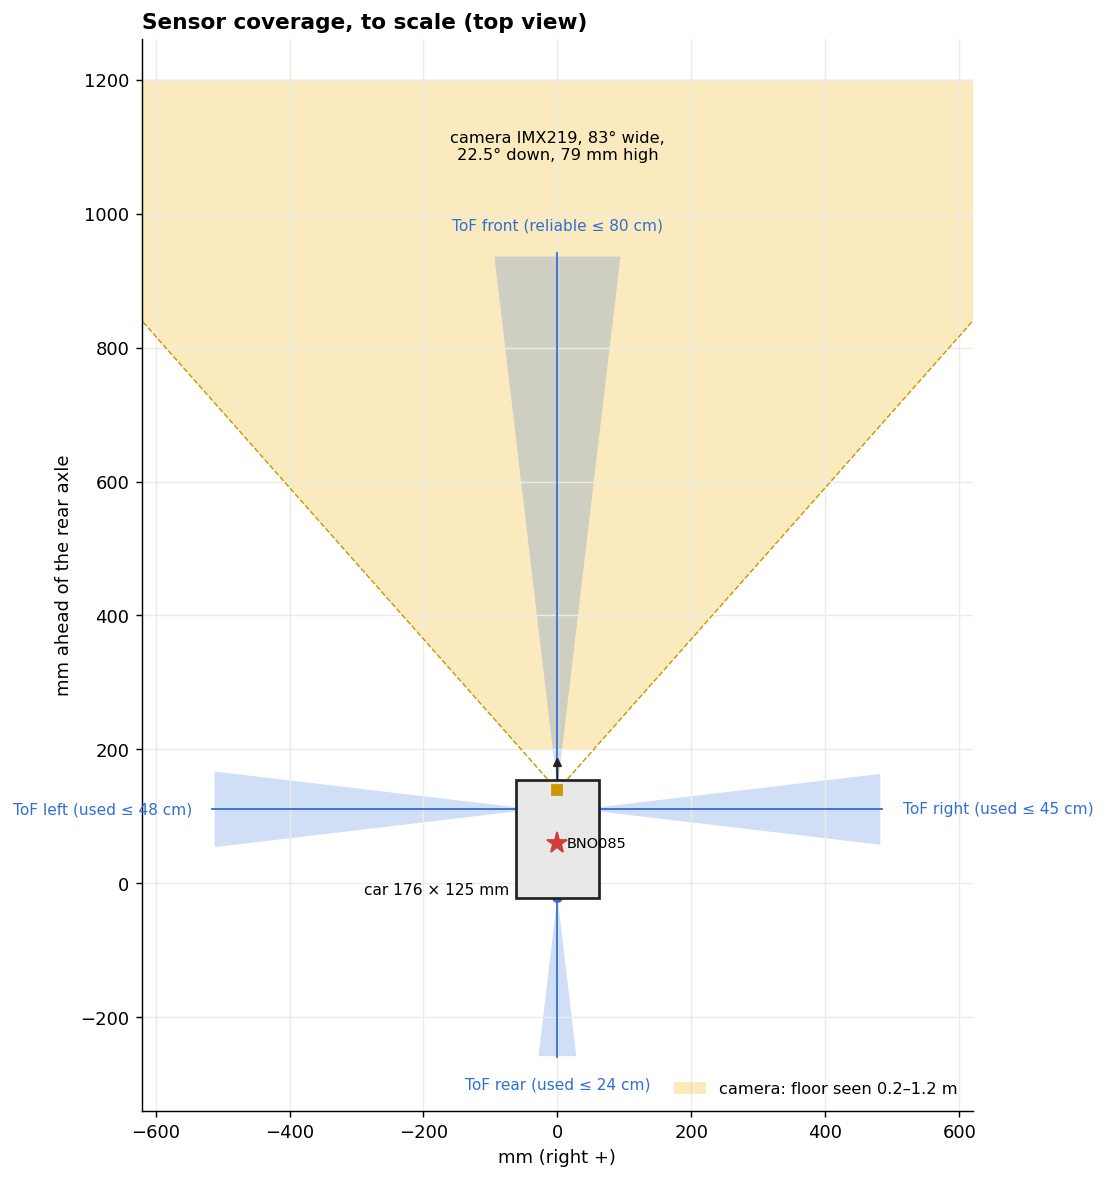 Sensor coverage, to scale (top view)
1200
camera IMX219, 83° wide,
22.5° down, 79 mm high
1000
ToF front (reliable ≤ 80 cm)
800
mm ahead of the rear axle
600
400
200
ToF left (used ≤ 48 cm)
ToF right (used ≤ 45 cm)
BNO085
car 176 × 125 mm
0
−200
ToF rear (used ≤ 24 cm)
camera: floor seen 0.2–1.2 m
−600
−400
−200
0
200
400
600
mm (right +)